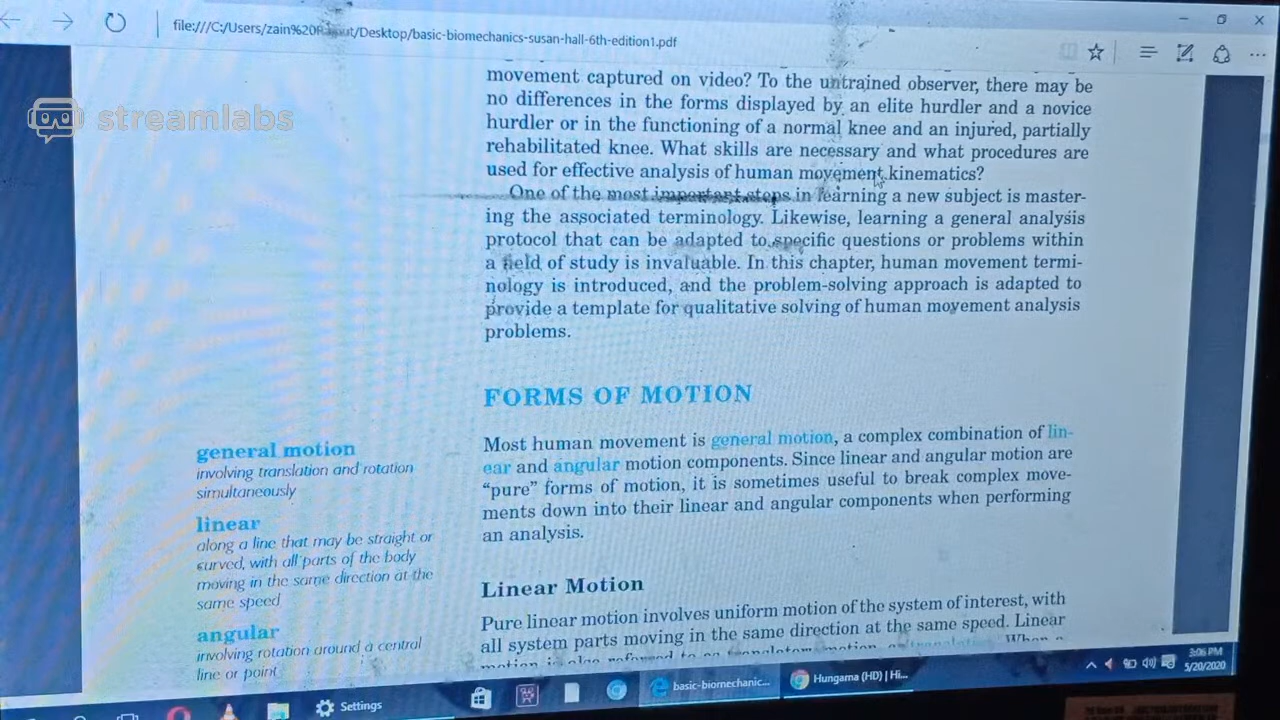 file:///C:/Users/zain%20Rajput/Desktop/basic-biomechanics-susan-hall-6th-edition1.pdf
streamlabs
movement captured on video? To the untrained observer, there may be
no differences in the forms displayed by an elite hurdler and a novice
hurdler or in the functioning of a normal knee and an injured, partially
rehabilitated knee. What skills are necessary and what procedures are
used for effective analysis of human movement kinematics?
One of the most important steps in learning a new subject is master-
ing the associated terminology. Likewise, learning a general analysis
protocol that can be adapted to specific questions or problems within
a field of study is invaluable. In this chapter, human movement termi-
nology is introduced, and the problem-solving approach is adapted to
provide a template for qualitative solving of human movement analysis
problems.
FORMS OF MOTION
general motion
involving translation and rotation
simultaneously
linear
along a line that may be straight or
curved, with all parts of the body
moving in the same direction at the
same speed
angular
involving rotation around a central
line or point
Most human movement is general motion, a complex combination of lin-
ear and angular motion components. Since linear and angular motion are
"pure" forms of motion, it is sometimes useful to break complex move-
ments down into their linear and angular components when performing
an analysis.
Linear Motion
Pure linear motion involves uniform motion of the system of interest, with
all system parts moving in the same direction at the same speed. Linear
motion is also referred to as translatory motion, or translation. When a
Settings
basic-biomechanic...
Hungama (HD) | Hi...
3:06 PM
5/20/2020